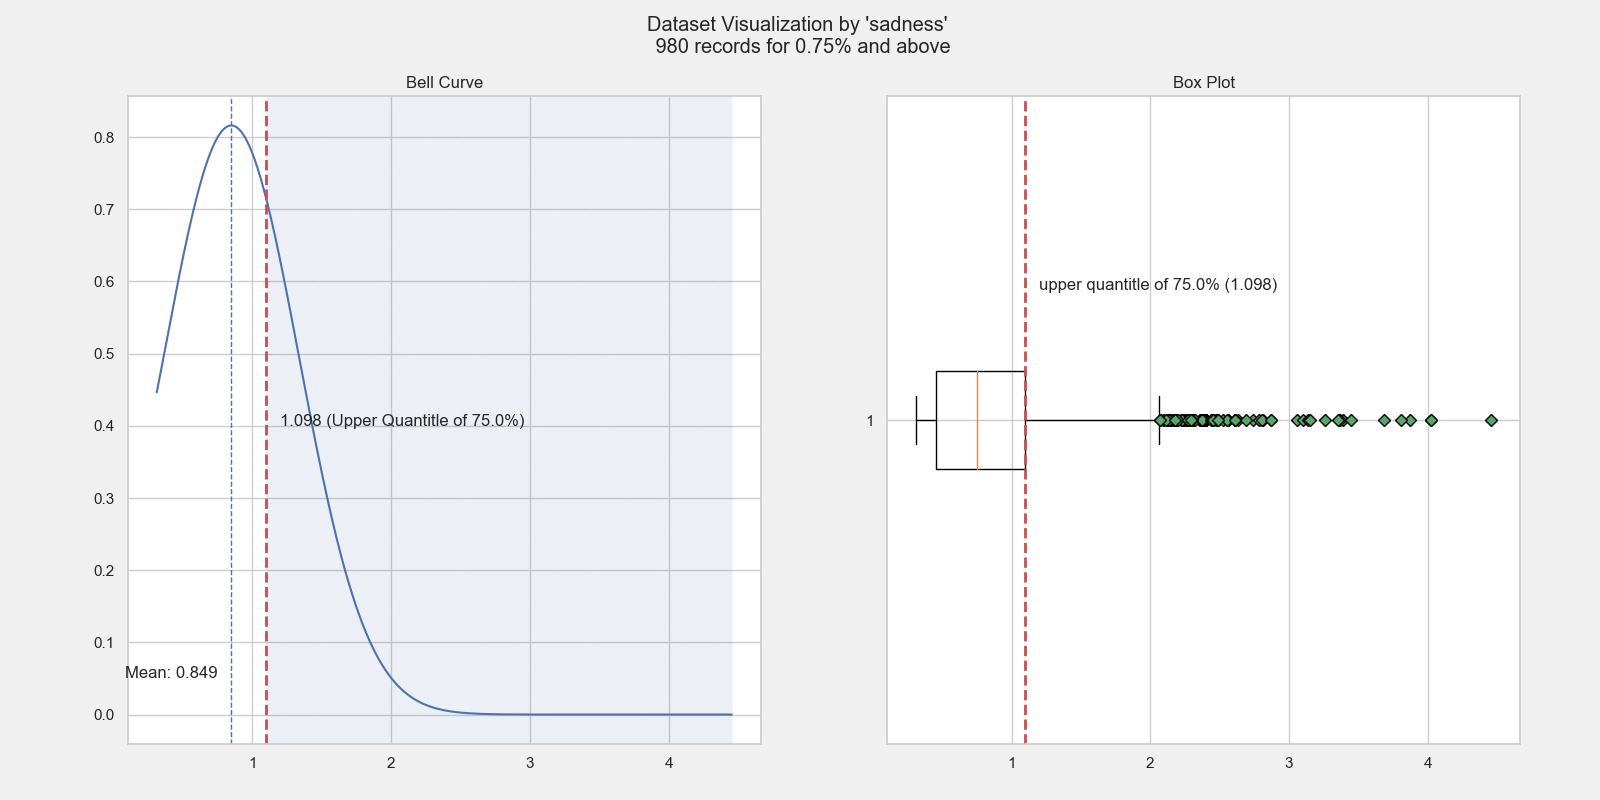 Dataset Visualization by 'sadness'
980 records for 0.75% and above
Bell Curve
0.8
0.7
0.6
0.5
0.4
0.3
0.2
0.1
0.0
1.098 (Upper Quantitle of 75.0%)
Mean: 0.849
1
2
3
4
Box Plot
upper quantitle of 75.0% (1.098)
1
1
2
3
4